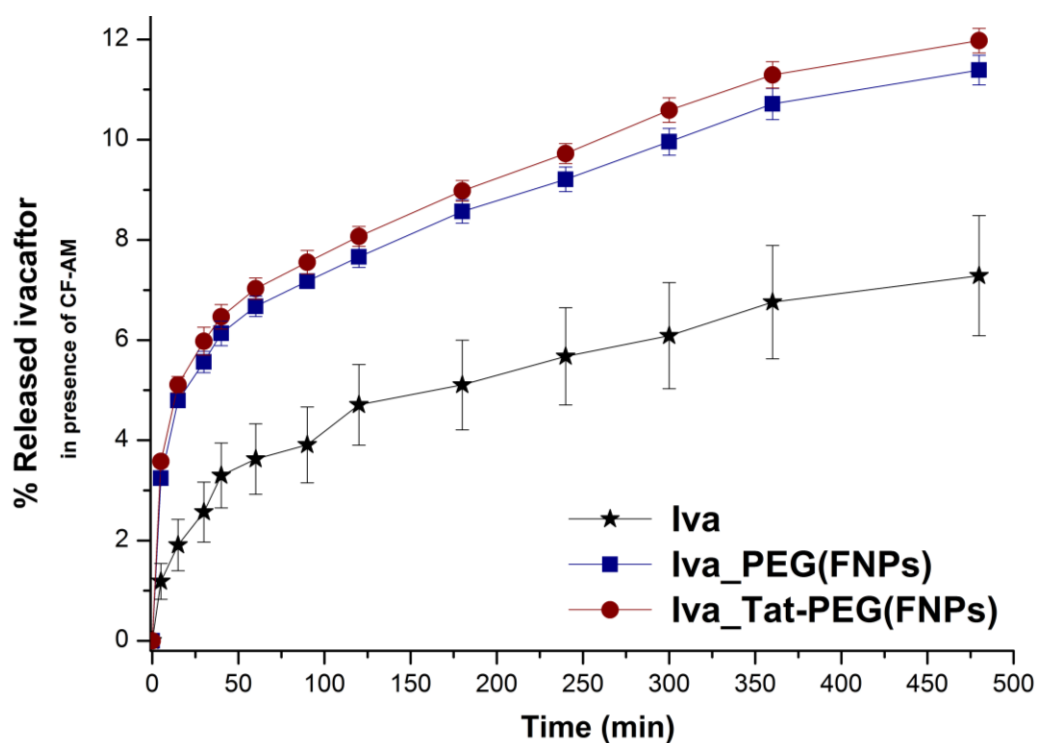 % Released ivacaftor
in presence of CF-AM
12
10
8
6
4
2
0
Iva
Iva_PEG(FNPs)
Iva_Tat-PEG(FNPs)
0 50 100 150 200 250 300 350 400 450 500
Time (min)